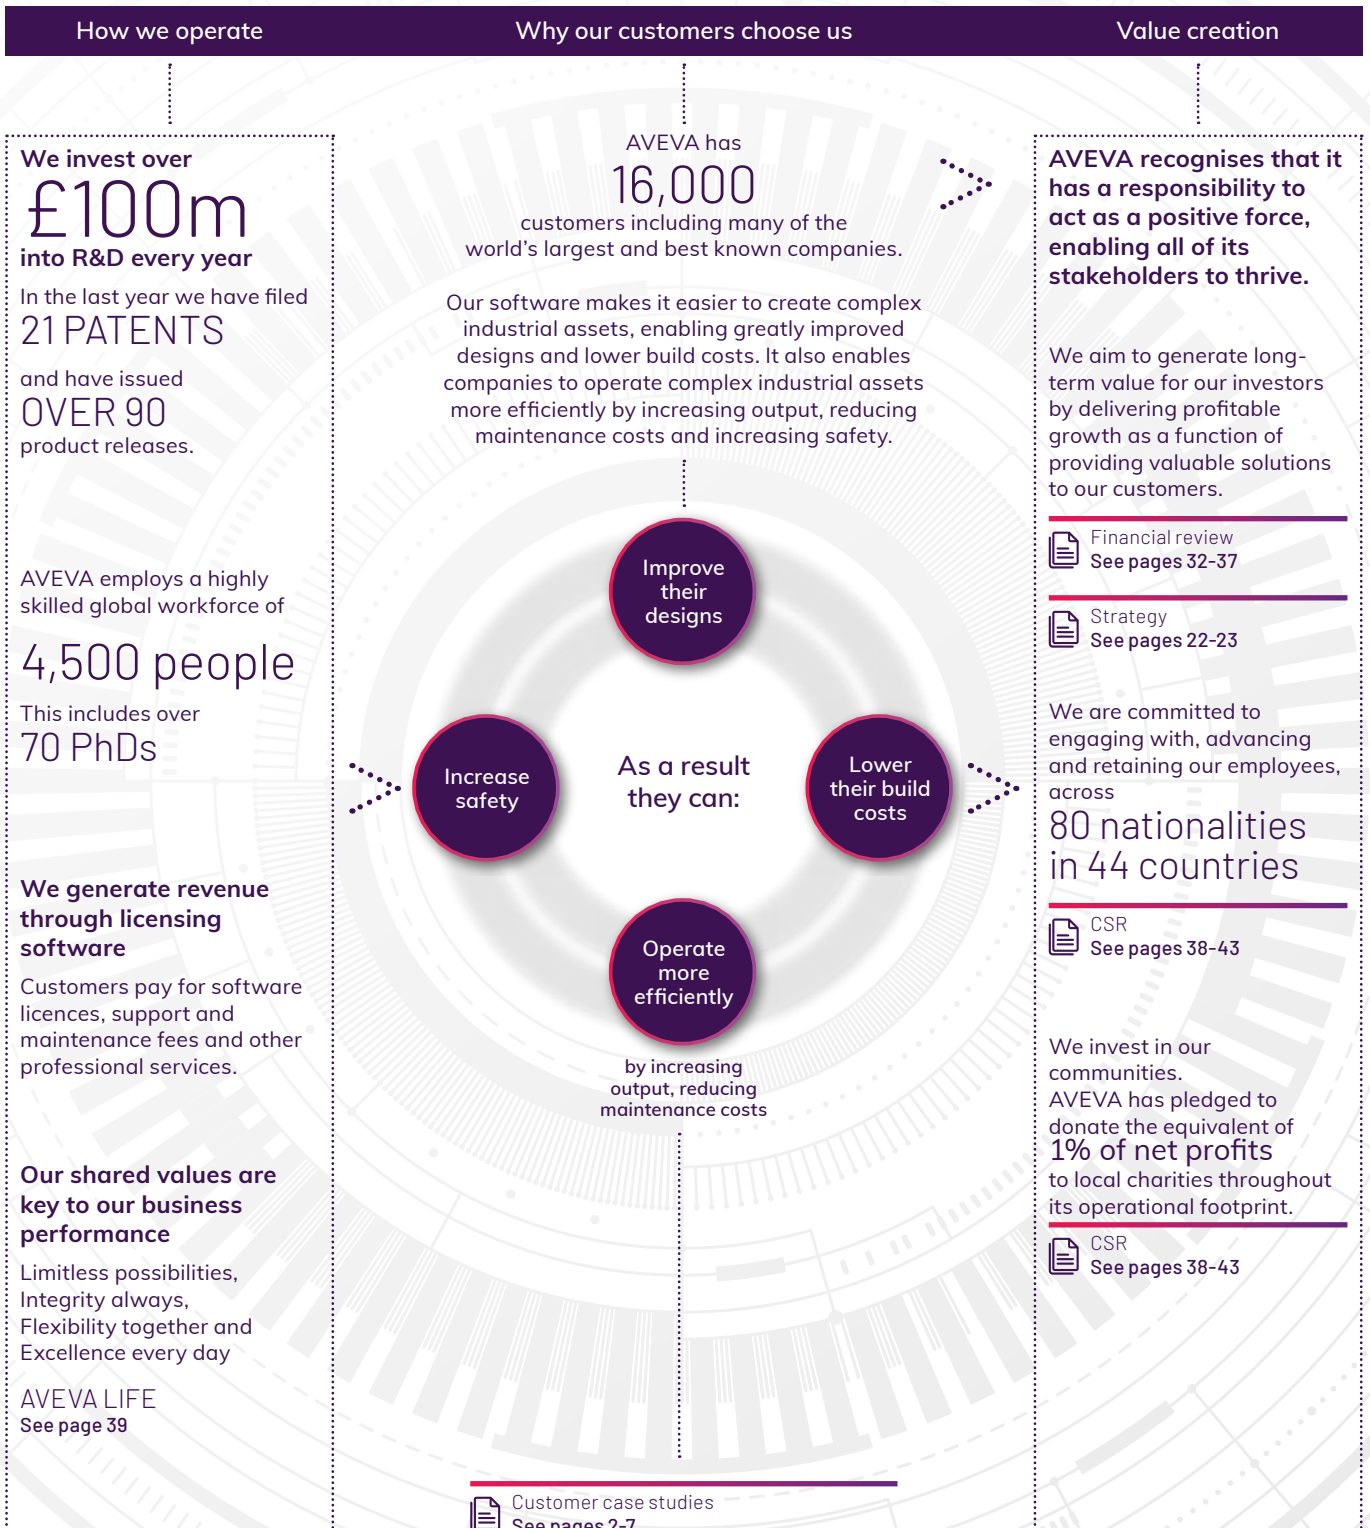 How we operate
Why our customers choose us
Value creation
We invest over
£100m
into R&D every year
In the last year we have filed
21 PATENTS
and have issued
OVER 90
product releases.
AVEVA employs a highly
skilled global workforce of
4,500 people
This includes over
70 PhDs
We generate revenue
through licensing
software
Customers pay for software
licences, support and
maintenance fees and other
professional services.
Our shared values are
key to our business
performance
Limitless possibilities,
Integrity always,
Flexibility together and
Excellence every day
AVEVA LIFE
See page 39
AVEVA has
16,000
customers including many of the
world's largest and best known companies.
Our software makes it easier to create complex
industrial assets, enabling greatly improved
designs and lower build costs. It also enables
companies to operate complex industrial assets
more efficiently by increasing output, reducing
maintenance costs and increasing safety.
Improve
their
designs
Increase
safety
As a result
they can:
Lower
their build
costs
Operate
more
efficiently
by increasing
output, reducing
maintenance costs
Customer case studies
See pages 2-7
AVEVA recognises that it
has a responsibility to
act as a positive force,
enabling all of its
stakeholders to thrive.
We aim to generate long-
term value for our investors
by delivering profitable
growth as a function of
providing valuable solutions
to our customers.
Financial review
See pages 32-37
Strategy
See pages 22-23
We are committed to
engaging with, advancing
and retaining our employees,
across
80 nationalities
in 44 countries
CSR
See pages 38-43
We invest in our
communities.
AVEVA has pledged to
donate the equivalent of
1% of net profits
to local charities throughout
its operational footprint.
CSR
See pages 38-43